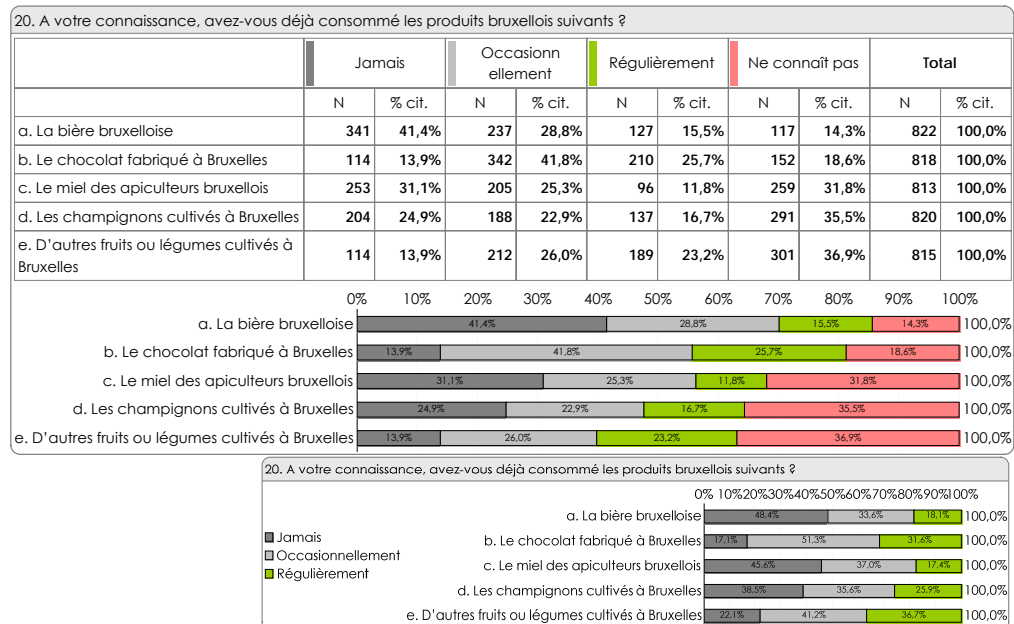 20. A votre connaissance, avez-vous déjà consommé les produits bruxellois suivants ?
Jamais Occasionn Régulièrement Ne connaît pas Total
ellement
N % cit. N % cit. N % cit. N % cit. N % cit.
a. La bière bruxelloise 341 41,4% 237 28,8% 127 15,5% 117 14,3% 822 100,0%
b. Le chocolat fabriqué à Bruxelles 114 13,9% 342 41,8% 210 25,7% 152 18,6% 818 100,0%
c. Le miel des apiculteurs bruxellois 253 31,1% 205 25,3% 96 11,8% 259 31,8% 813 100,0%
d. Les champignons cultivés à Bruxelles 204 24,9% 188 22,9% 137 16,7% 291 35,5% 820 100,0%
e. D'autres fruits ou légumes cultivés à
Bruxelles 114 13,9% 212 26,0% 189 23,2% 301 36,9% 815 100,0%
0% 10% 20% 30% 40% 50% 60% 70% 80% 90% 100%
a. La bière bruxelloise 41,4% 28,8% 15,5% 14,3% 100,0%
b. Le chocolat fabriqué à Bruxelles 13,9% 41,8% 25,7% 18,6% 100,0%
c. Le miel des apiculteurs bruxellois 31,1% 25,3% 11,8% 31,8% 100,0%
d. Les champignons cultivés à Bruxelles 24,9% 22,9% 16,7% 35,5% 100,0%
e. D'autres fruits ou légumes cultivés à Bruxelles 13,9% 26,0% 23,2% 36,9% 100,0%
20. A votre connaissance, avez-vous déjà consommé les produits bruxellois suivants ?
Jamais
Occasionnellement
Régulièrement
0% 10%20%30%40%50%60%70%80%90%100%
a. La bière bruxelloise 48,4% 33,6% 18,1% 100,0%
b. Le chocolat fabriqué à Bruxelles 17,1% 51,3% 31,6% 100,0%
c. Le miel des apiculteurs bruxellois 45,6% 37,0% 17,4% 100,0%
d. Les champignons cultivés à Bruxelles 38,5% 35,6% 25,9% 100,0%
e. D'autres fruits ou légumes cultivés à Bruxelles 22,1% 41,2% 36,7% 100,0%